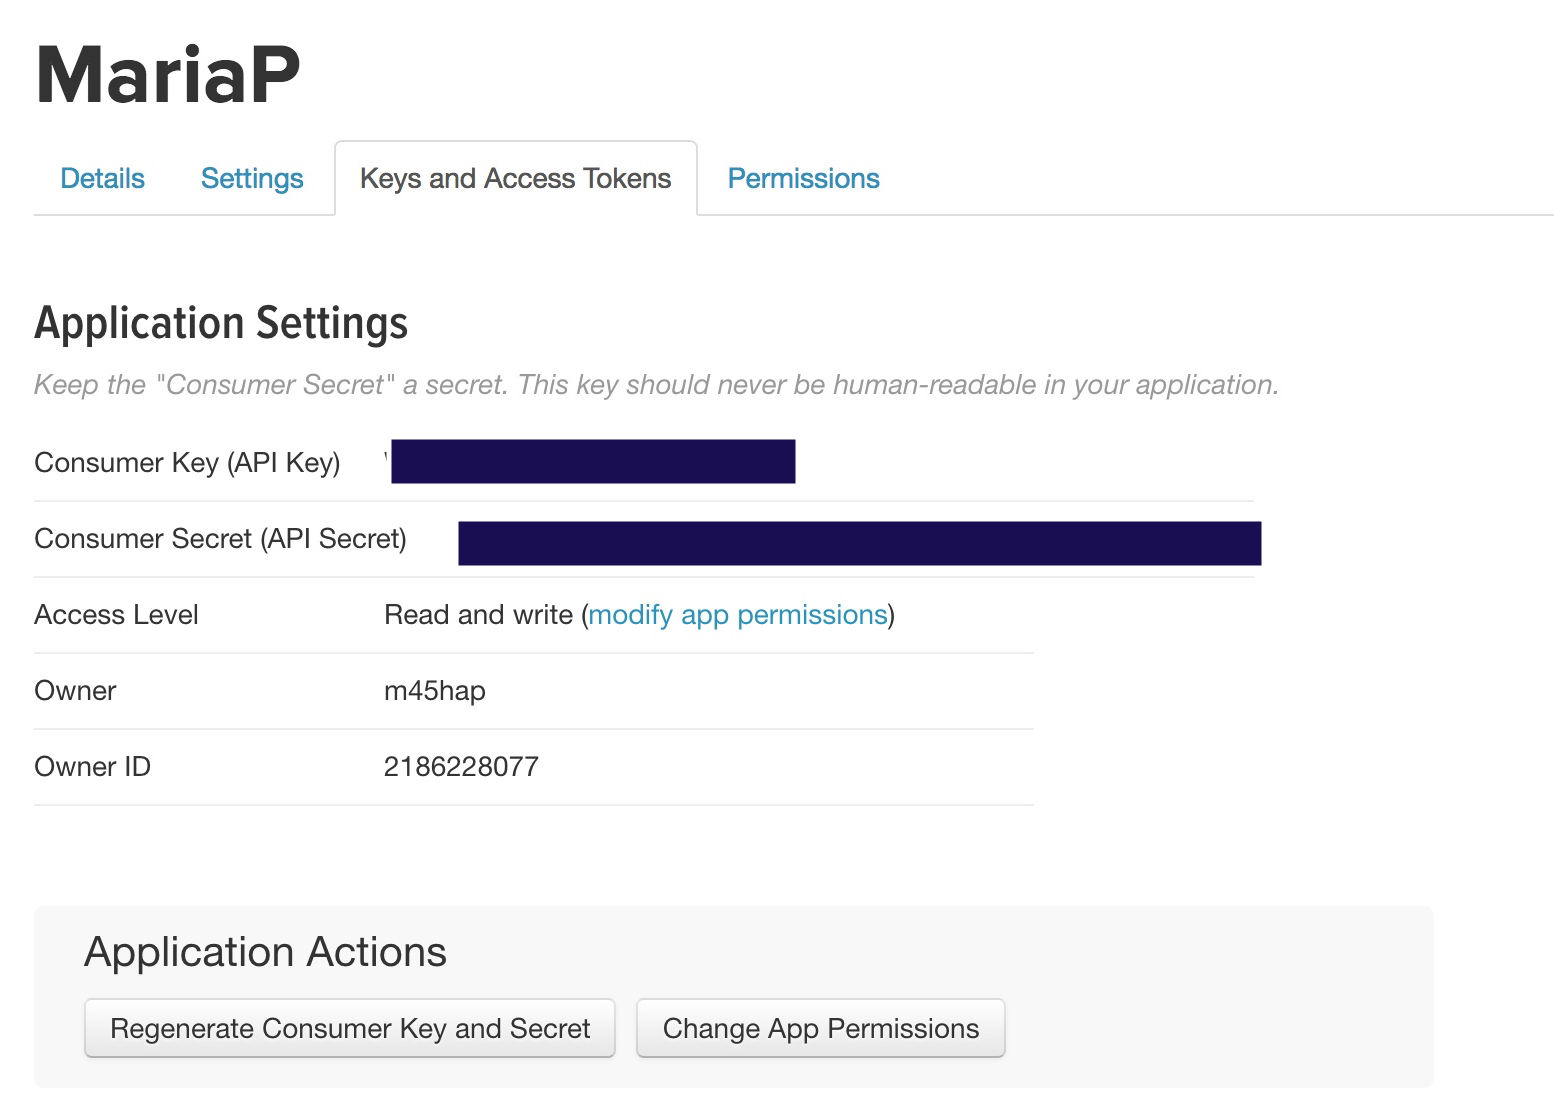 MariaP
Details Settings Keys and Access Tokens Permissions
Application Settings
Keep the "Consumer Secret" a secret. This key should never be human-readable in your application.
Consumer Key (API Key)
Consumer Secret (API Secret)
Access Level Read and write (modify app permissions)
Owner m45hap
Owner ID 2186228077
Application Actions
Regenerate Consumer Key and Secret Change App Permissions